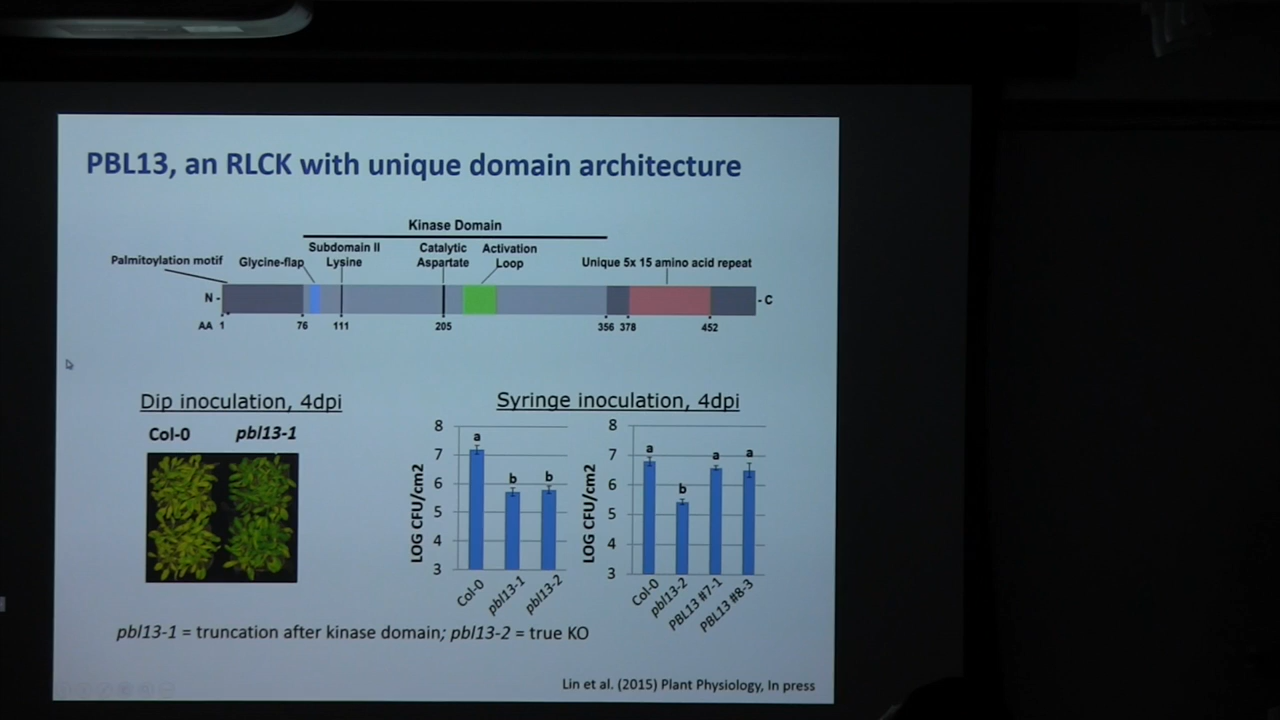 PBL13, an RLCK with unique domain architecture
Kinase Domain
Palmitoylation motif
Glycine-flap
Subdomain II
Lysine
Catalytic
Aspartate
Activation
Loop
Unique 5x 15 amino acid repeat
N -
- C
AA 1 76 111 205 356 378 452
Dip inoculation, 4dpi
Col-0 pbl13-1
Syringe inoculation, 4dpi
LOG CFU/cm2
8
7
6
5
4
3
a
b
b
Col-0
pbl13-1
pbl13-2
LOG CFU/cm2
8
7
6
5
4
3
a
b
a
a
Col-0
pbl13-2
PBL13 #7-1
PBL13 #8-3
pbl13-1 = truncation after kinase domain; pbl13-2 = true KO
Lin et al. (2015) Plant Physiology, In press